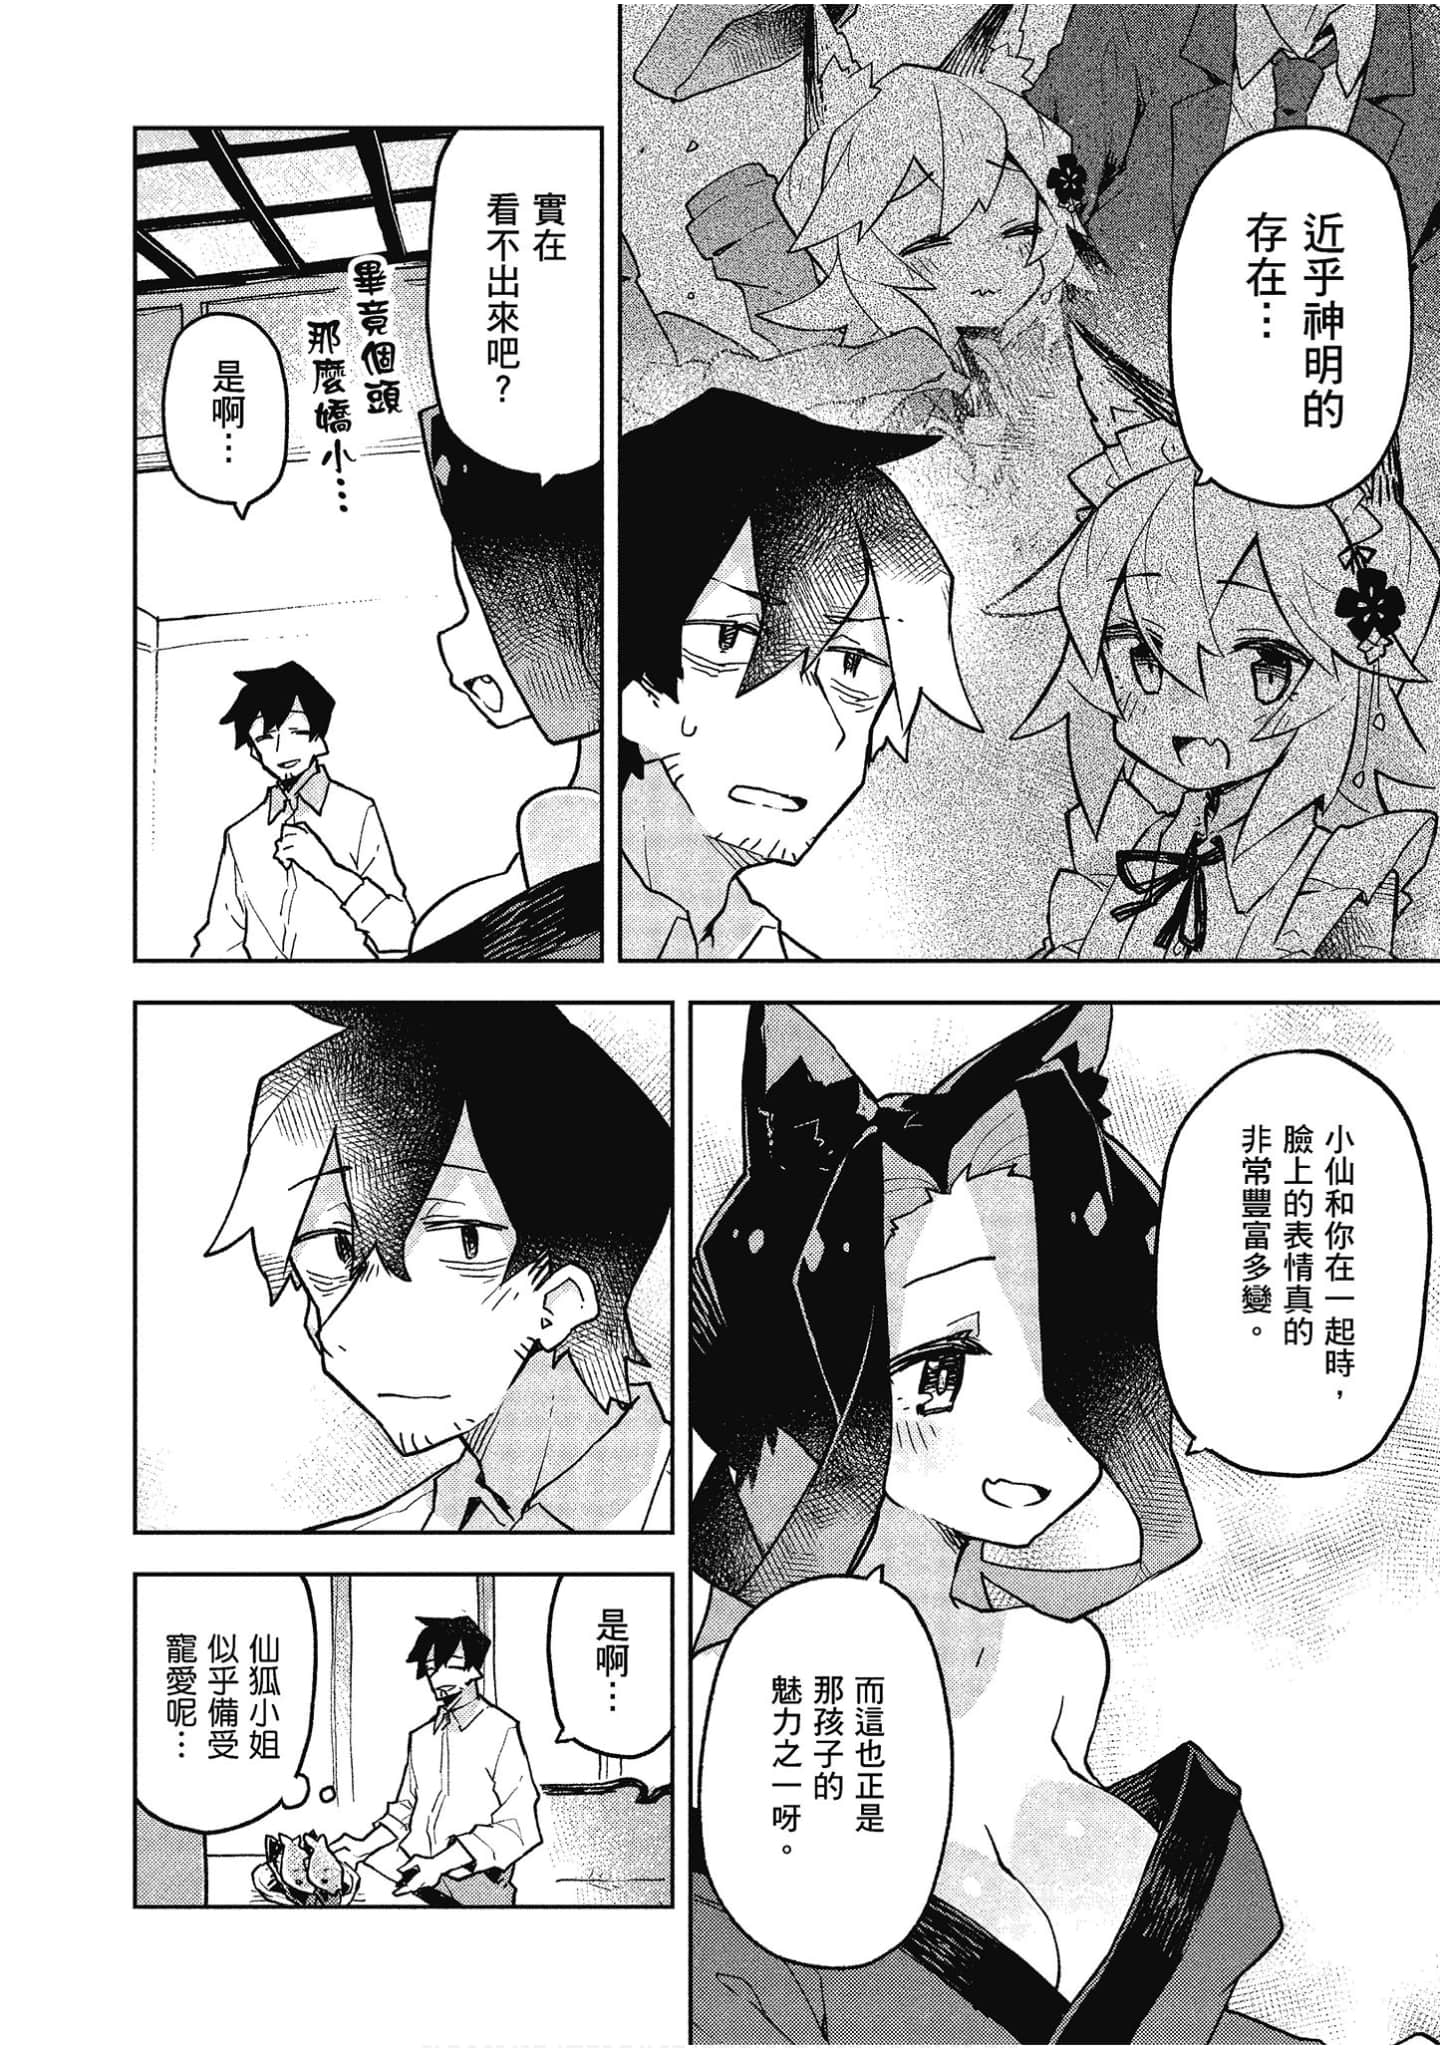 近乎神明的
存在…
實在
看不出來吧？
畢竟個頭
那麼嬌小…
是啊…
小仙和你在一起時，
臉上的表情真的
非常豐富多變。
而這也正是
那孩子的
魅力之一呀。
是啊…
仙狐小姐
似乎備受
寵愛呢…